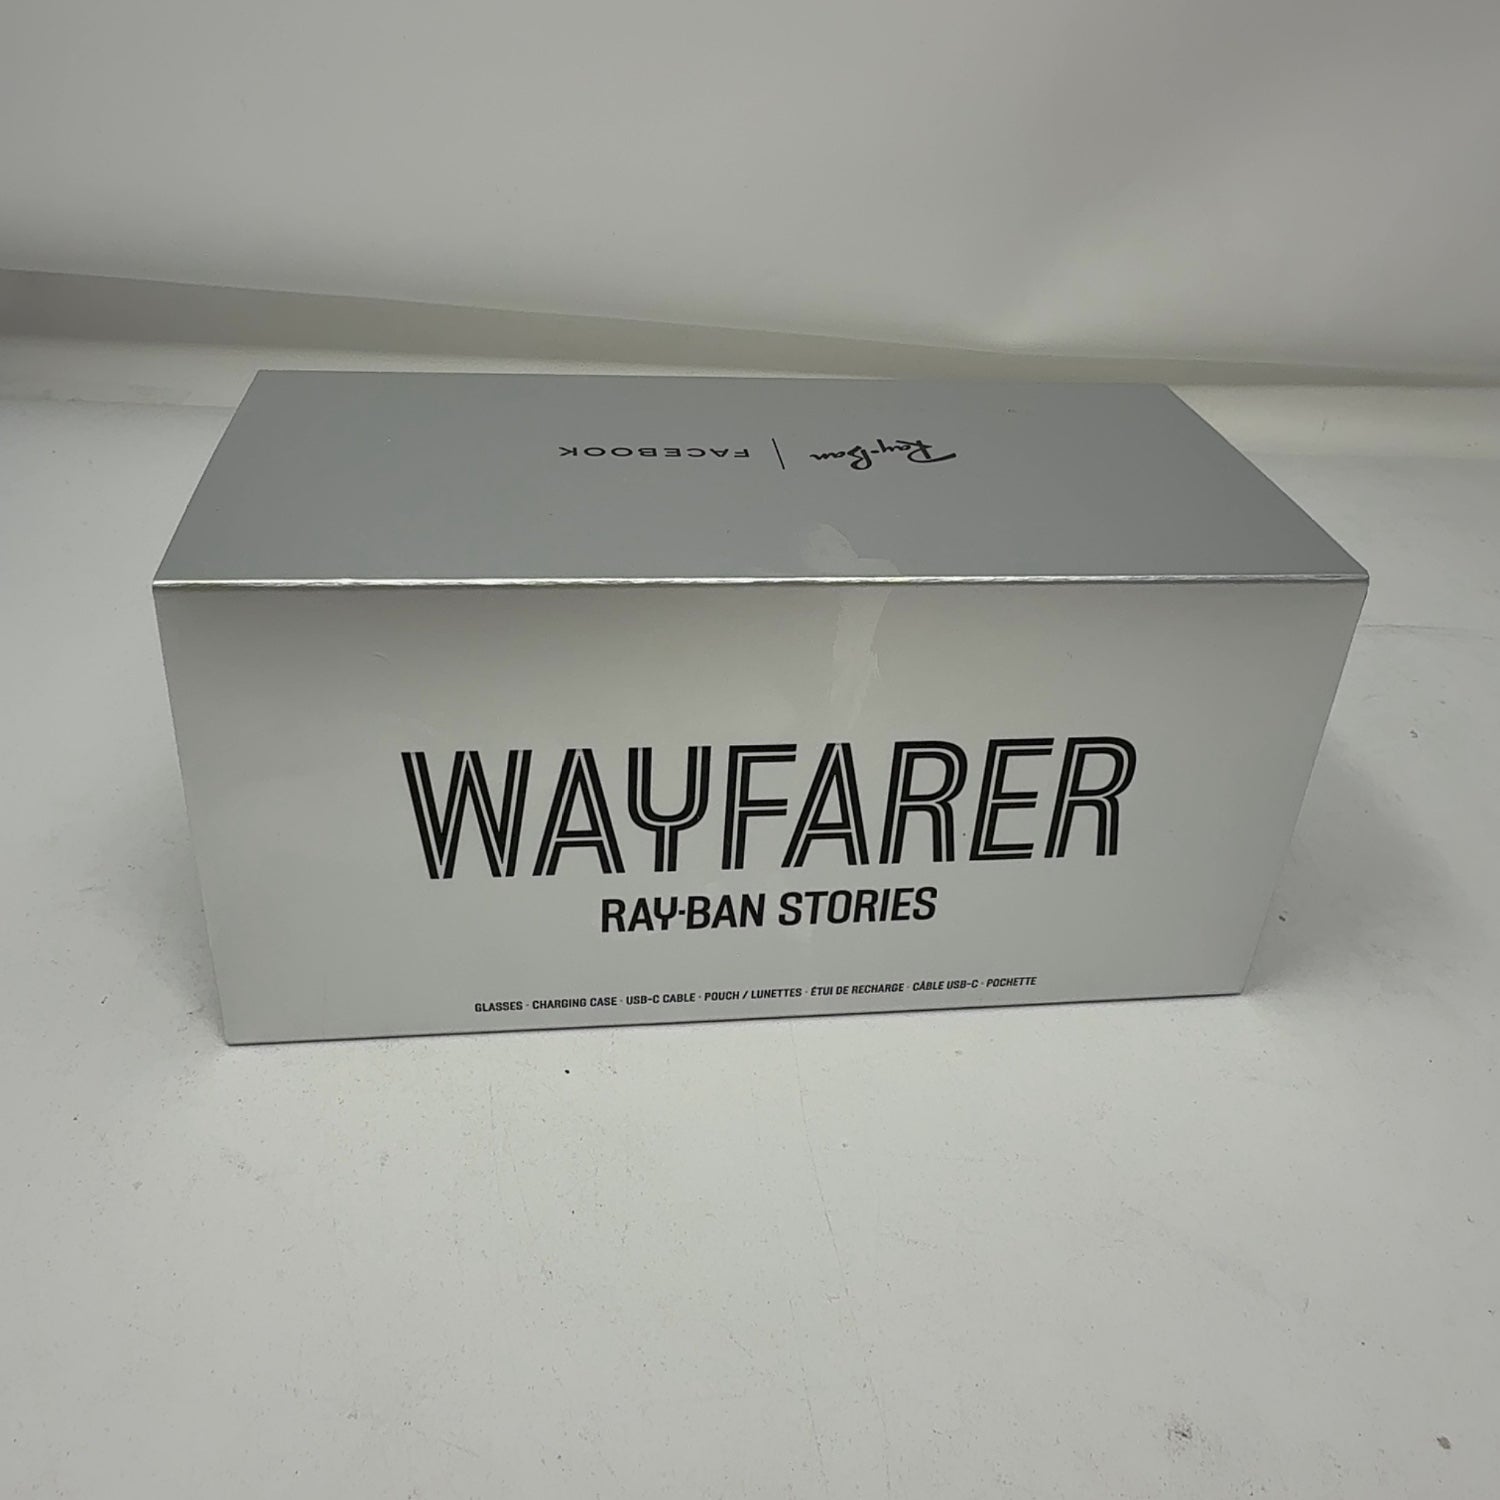 Ray-Ban | FACEBOOK
WAYFARER
RAY-BAN STORIES
GLASSES · CHARGING CASE · USB-C CABLE · POUCH / LUNETTES · ÉTUI DE RECHARGE · CÂBLE USB-C · POCHETTE